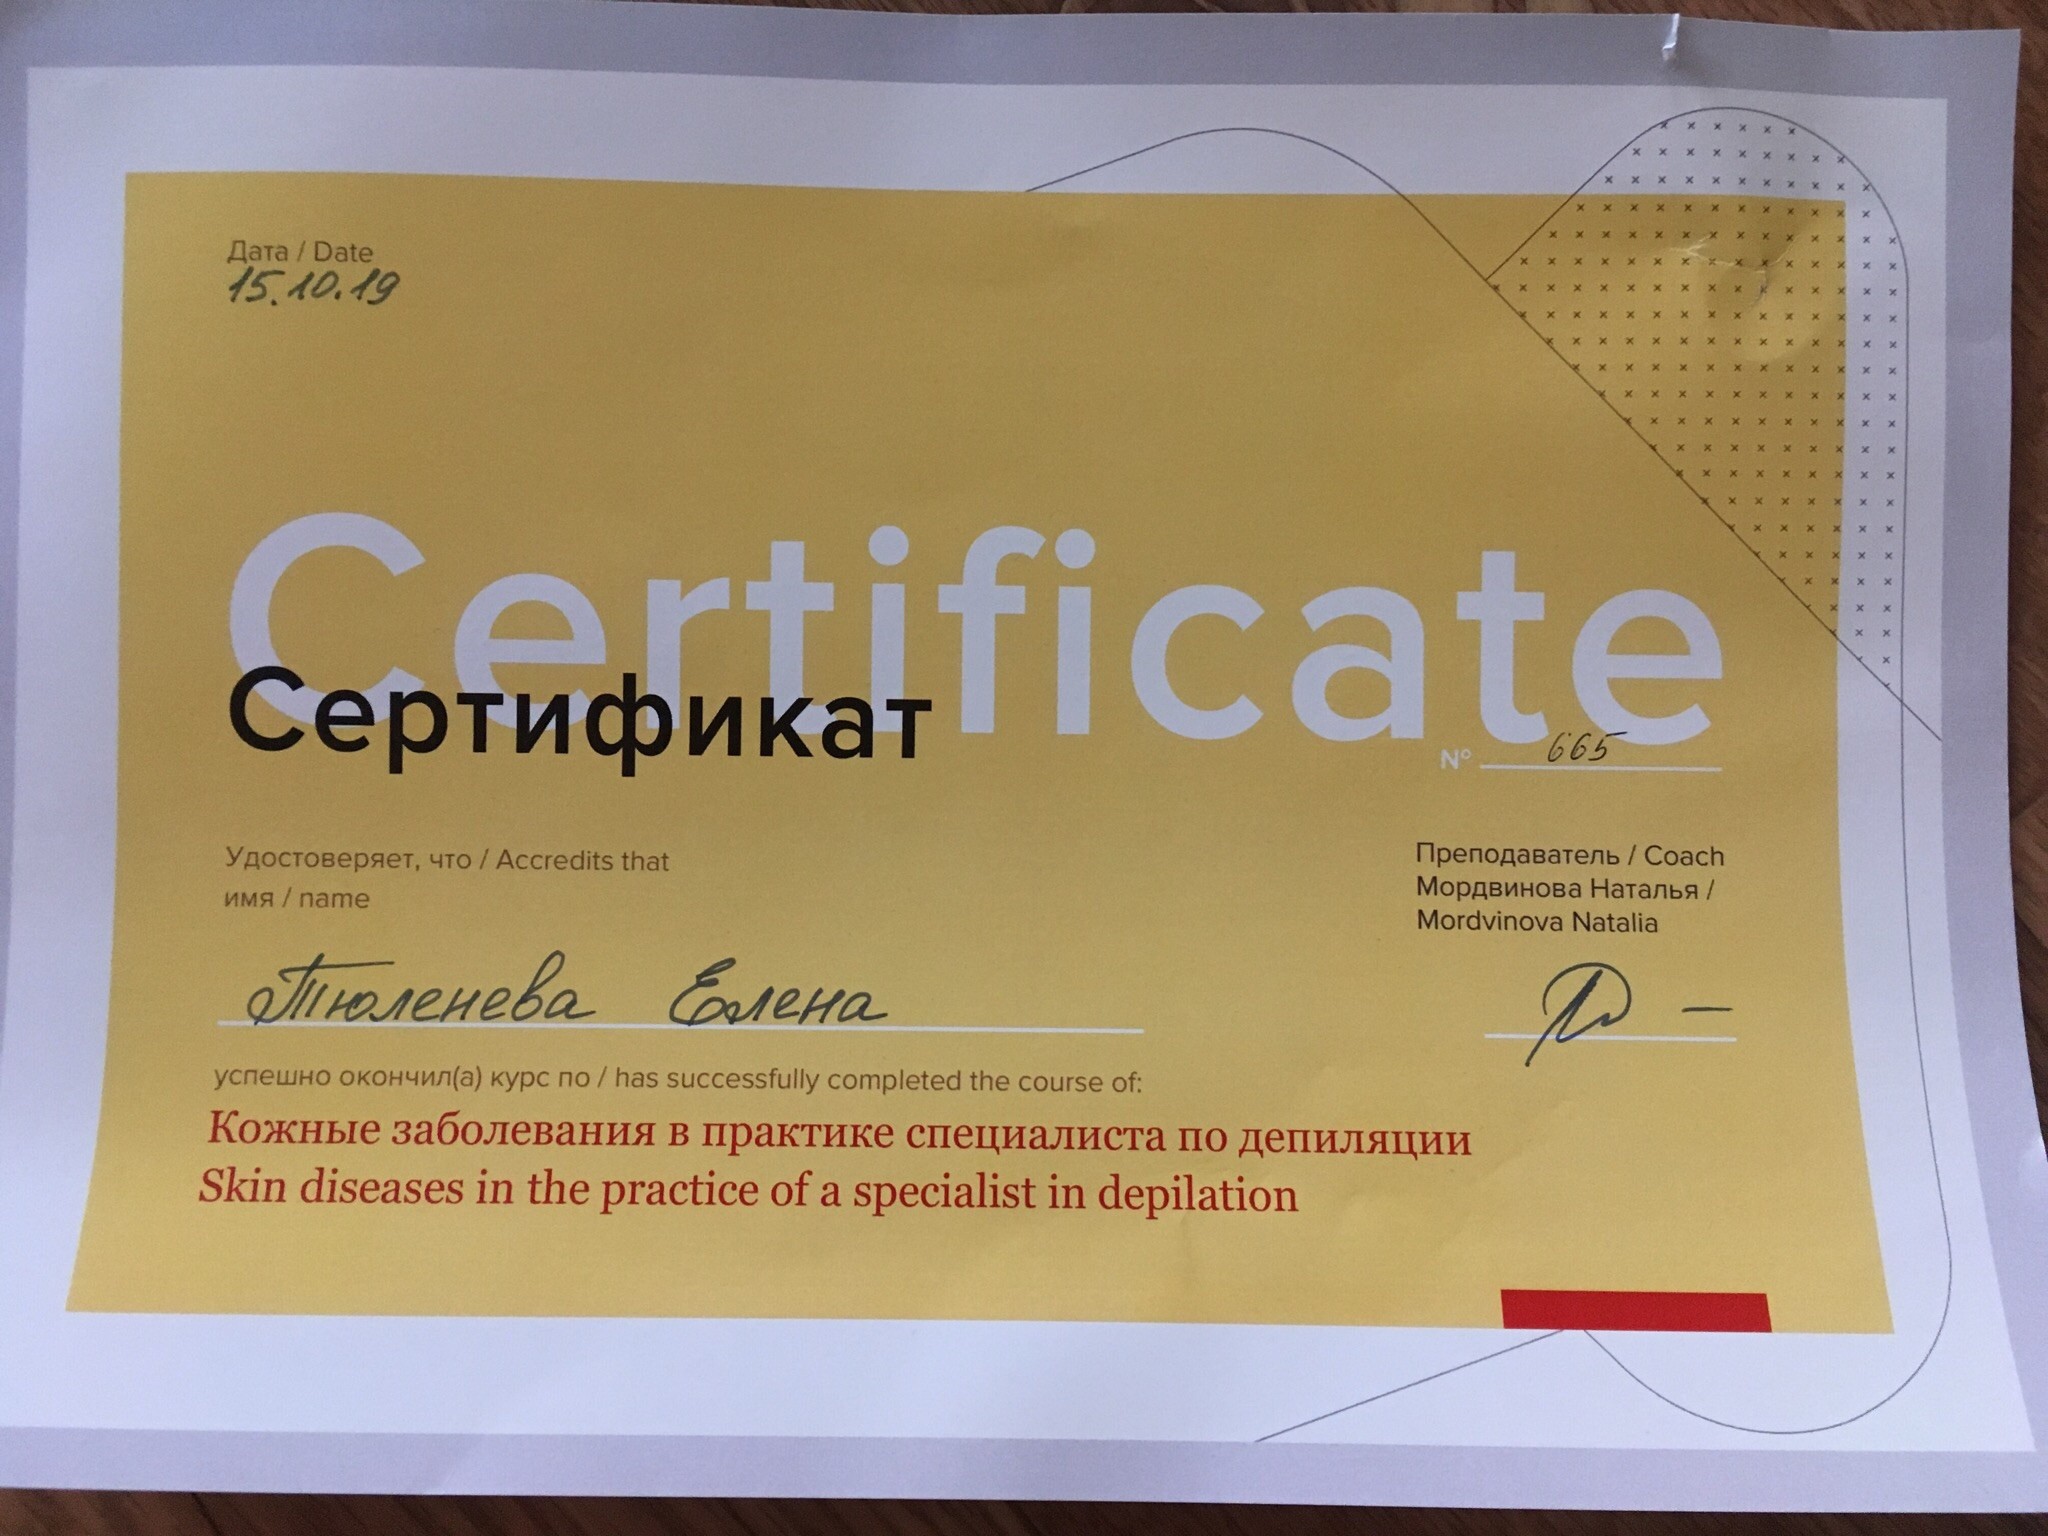 Дата / Date
15.10.19
Certificate
Сертификат
№ 665
Удостоверяет, что / Accredits that
имя / name
Тюленева Елена
Преподаватель / Coach
Мордвинова Наталья /
Mordvinova Natalia
успешно окончил(а) курс по / has successfully completed the course of:
Кожные заболевания в практике специалиста по депиляции
Skin diseases in the practice of a specialist in depilation